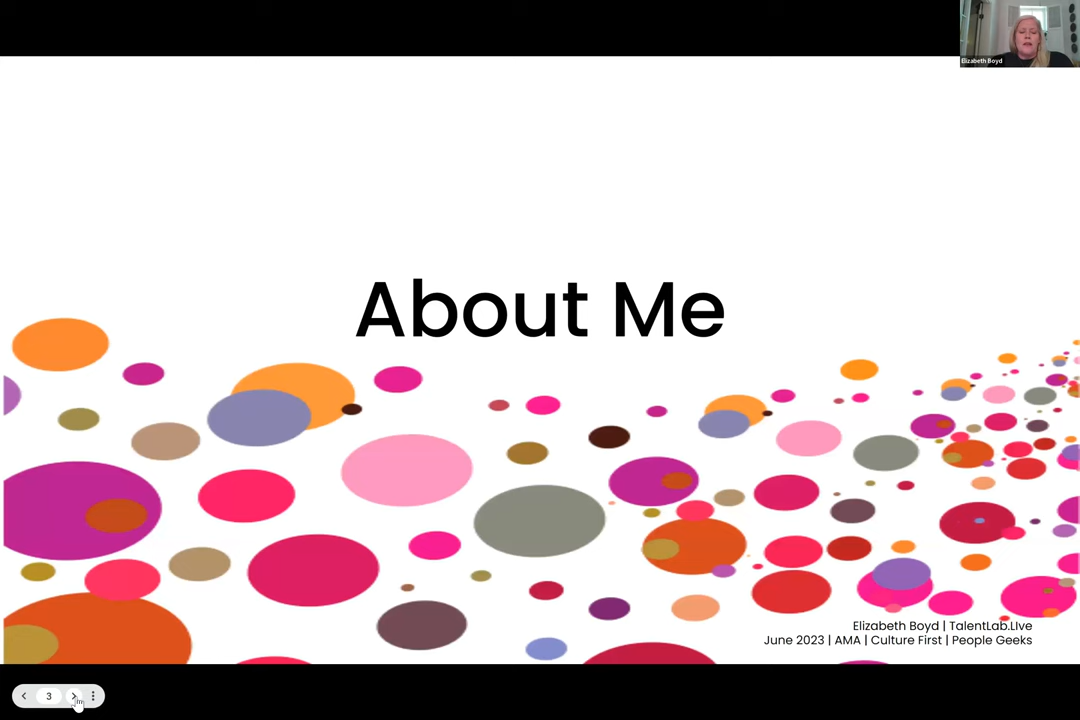 Elizabeth Boyd
About Me
Elizabeth Boyd | TalentLab.LIve
June 2023 | AMA | Culture First | People Geeks
3